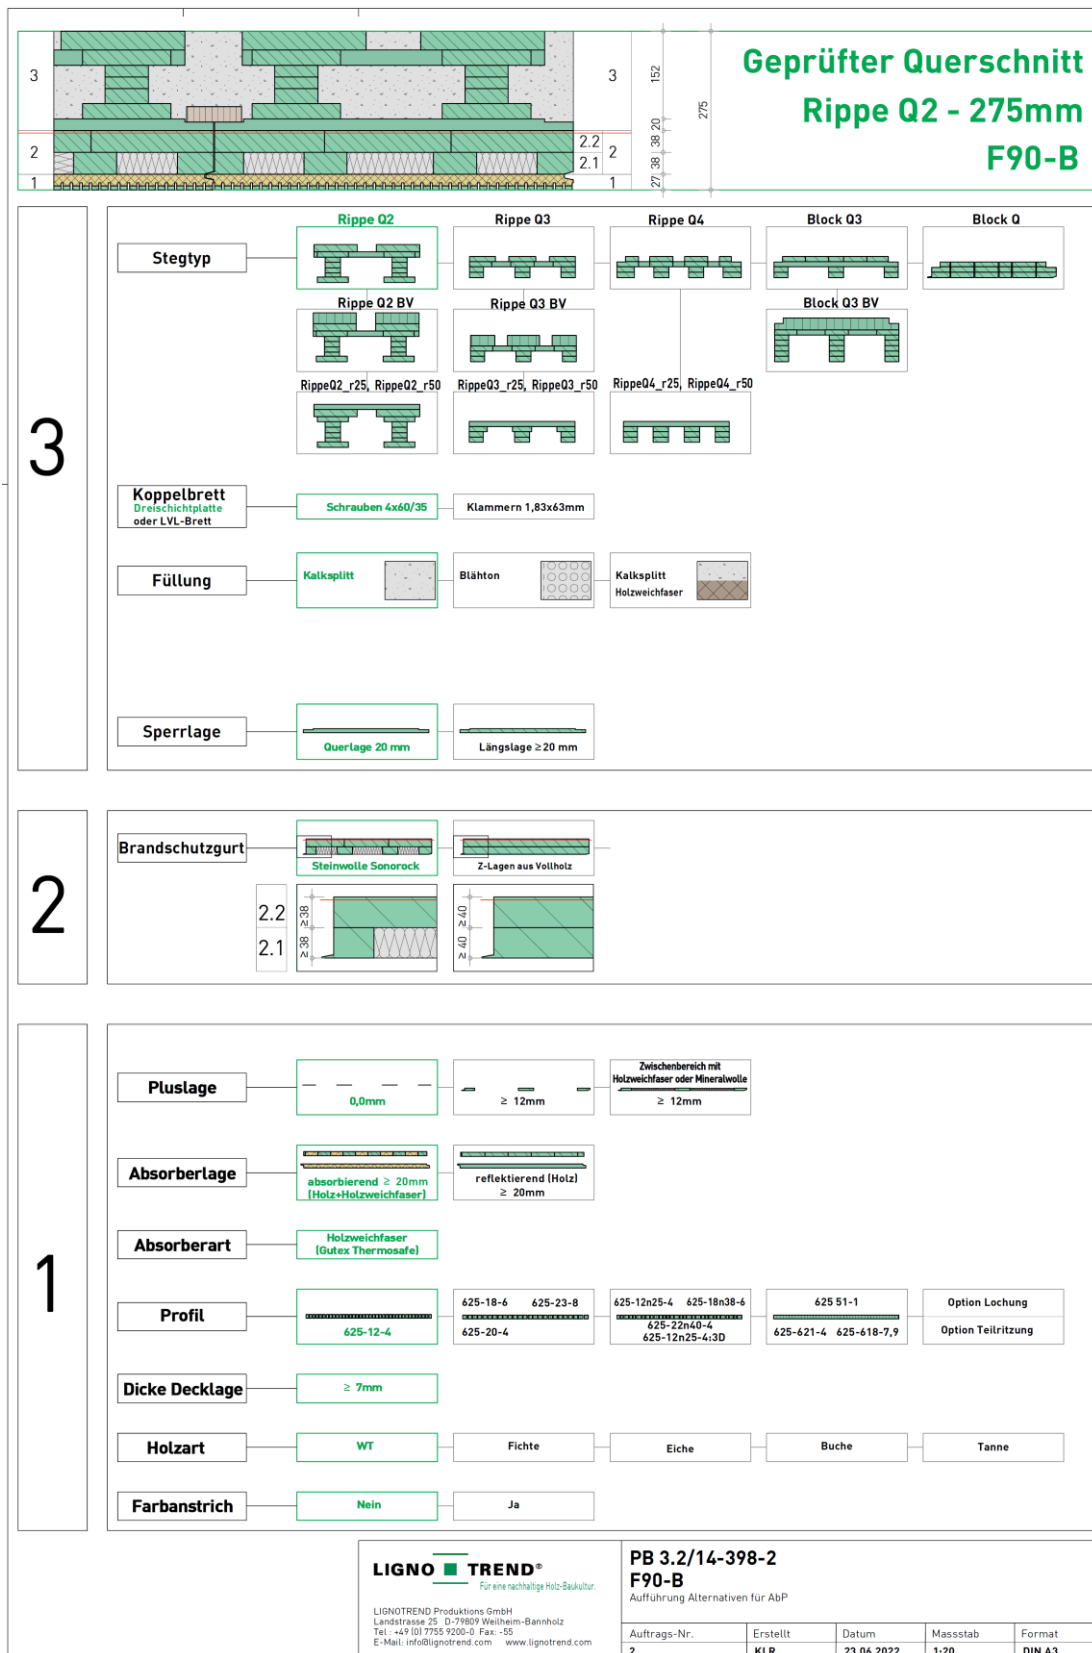 Geprüfter Querschnitt
Rippe Q2 - 275mm
F90-B
3
3
152
275
20
2
2.2
2
38
2.1
38
1
1
27
3
Stegtyp
Rippe Q2
Rippe Q3
Rippe Q4
Block Q3
Block Q
Rippe Q2 BV
Rippe Q3 BV
Block Q3 BV
RippeQ2_r25, RippeQ2_r50
RippeQ3_r25, RippeQ3_r50
RippeQ4_r25, RippeQ4_r50
Koppelbrett
Dreischichtplatte
oder LVL-Brett
Schrauben 4x60/35
Klammern 1,83x63mm
Füllung
Kalksplitt
Blähton
Kalksplitt
Holzweichfaser
Sperrlage
Querlage 20 mm
Längslage ≥ 20 mm
2
Brandschutzgurt
Steinwolle Sonorock
Z-Lagen aus Vollholz
2.2
≥ 38
≥ 40
2.1
≥ 38
≥ 40
1
Pluslage
0,0mm
≥ 12mm
Zwischenbereich mit
Holzweichfaser oder Mineralwolle
≥ 12mm
Absorberlage
absorbierend ≥ 20mm
(Holz+Holzweichfaser)
reflektierend (Holz)
≥ 20mm
Absorberart
Holzweichfaser
(Gutex Thermosafe)
Profil
625-12-4
625-18-6 625-23-8
625-20-4
625-12n25-4 625-18n38-6
625-22n40-4
625-12n25-4:3D
625 51-1
625-621-4 625-618-7,9
Option Lochung
Option Teilritzung
Dicke Decklage
≥ 7mm
Holzart
WT
Fichte
Eiche
Buche
Tanne
Farbanstrich
Nein
Ja
LIGNO TREND®
Für eine nachhaltige Holz-Baukultur.
LIGNOTREND Produktions GmbH
Landstrasse 25 D-79809 Weilheim-Bannholz
Tel.: +49 (0) 7755 9200-0 Fax: -55
E-Mail: info@lignotrend.com www.lignotrend.com
PB 3.2/14-398-2
F90-B
Aufführung Alternativen für AbP
Auftrags-Nr.
Erstellt
Datum
Massstab
Format
2
KLR
23.06.2022
1:20
DIN A3